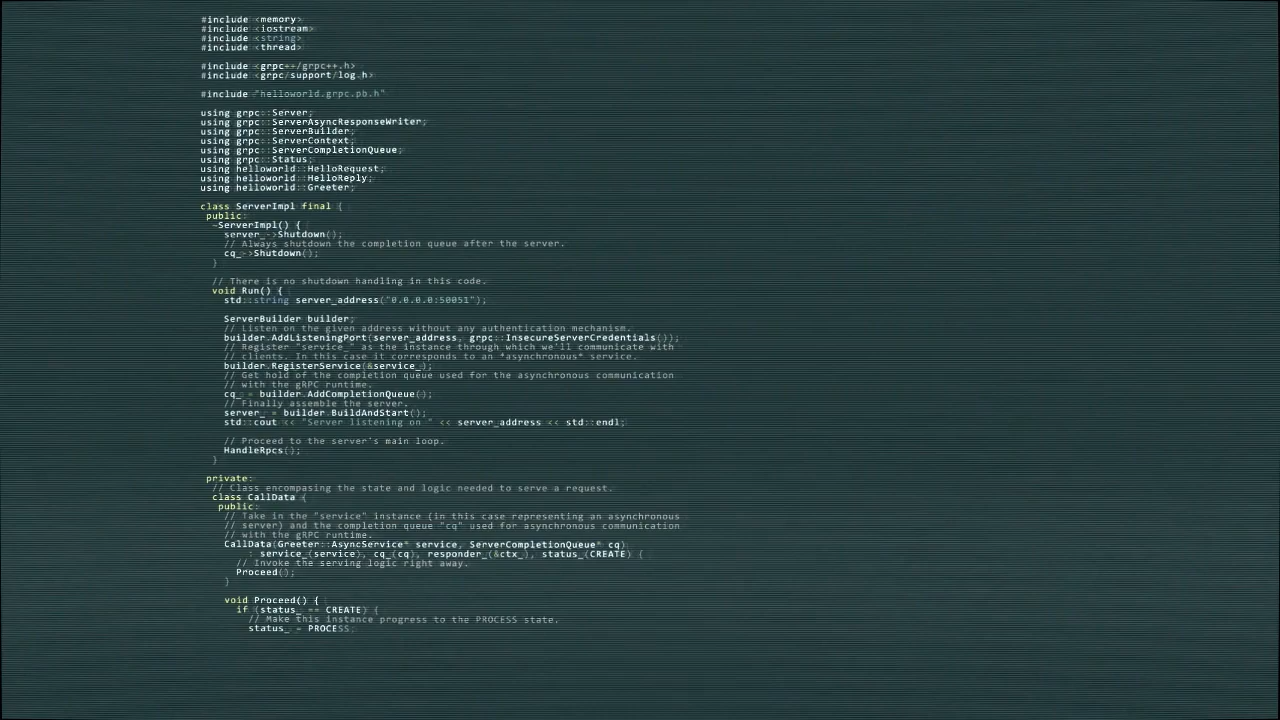 #include <memory>
#include <iostream>
#include <string>
#include <thread>
#include <grpc++/grpc++.h>
#include <grpc/support/log.h>
#include "helloworld.grpc.pb.h"
using grpc::Server;
using grpc::ServerAsyncResponseWriter;
using grpc::ServerBuilder;
using grpc::ServerContext;
using grpc::ServerCompletionQueue;
using grpc::Status;
using helloworld::HelloRequest;
using helloworld::HelloReply;
using helloworld::Greeter;
class ServerImpl final {
public:
~ServerImpl() {
server_->Shutdown();
// Always shutdown the completion queue after the server.
cq_->Shutdown();
}
// There is no shutdown handling in this code.
void Run() {
std::string server_address("0.0.0.0:50051");
ServerBuilder builder;
// Listen on the given address without any authentication mechanism.
builder.AddListeningPort(server_address, grpc::InsecureServerCredentials());
// Register "service_" as the instance through which we'll communicate with
// clients. In this case it corresponds to an *asynchronous* service.
builder.RegisterService(&service_);
// Get hold of the completion queue used for the asynchronous communication
// with the gRPC runtime.
cq_ = builder.AddCompletionQueue();
// Finally assemble the server.
server_ = builder.BuildAndStart();
std::cout << "Server listening on " << server_address << std::endl;
// Proceed to the server's main loop.
HandleRpcs();
}
private:
// Class encompasing the state and logic needed to serve a request.
class CallData {
public:
// Take in the "service" instance (in this case representing an asynchronous
// server) and the completion queue "cq" used for asynchronous communication
// with the gRPC runtime.
CallData(Greeter::AsyncService* service, ServerCompletionQueue* cq)
: service_(service), cq_(cq), responder_(&ctx_), status_(CREATE) {
// Invoke the serving logic right away.
Proceed();
}
void Proceed() {
if (status_ == CREATE) {
// Make this instance progress to the PROCESS state.
status_ = PROCESS;